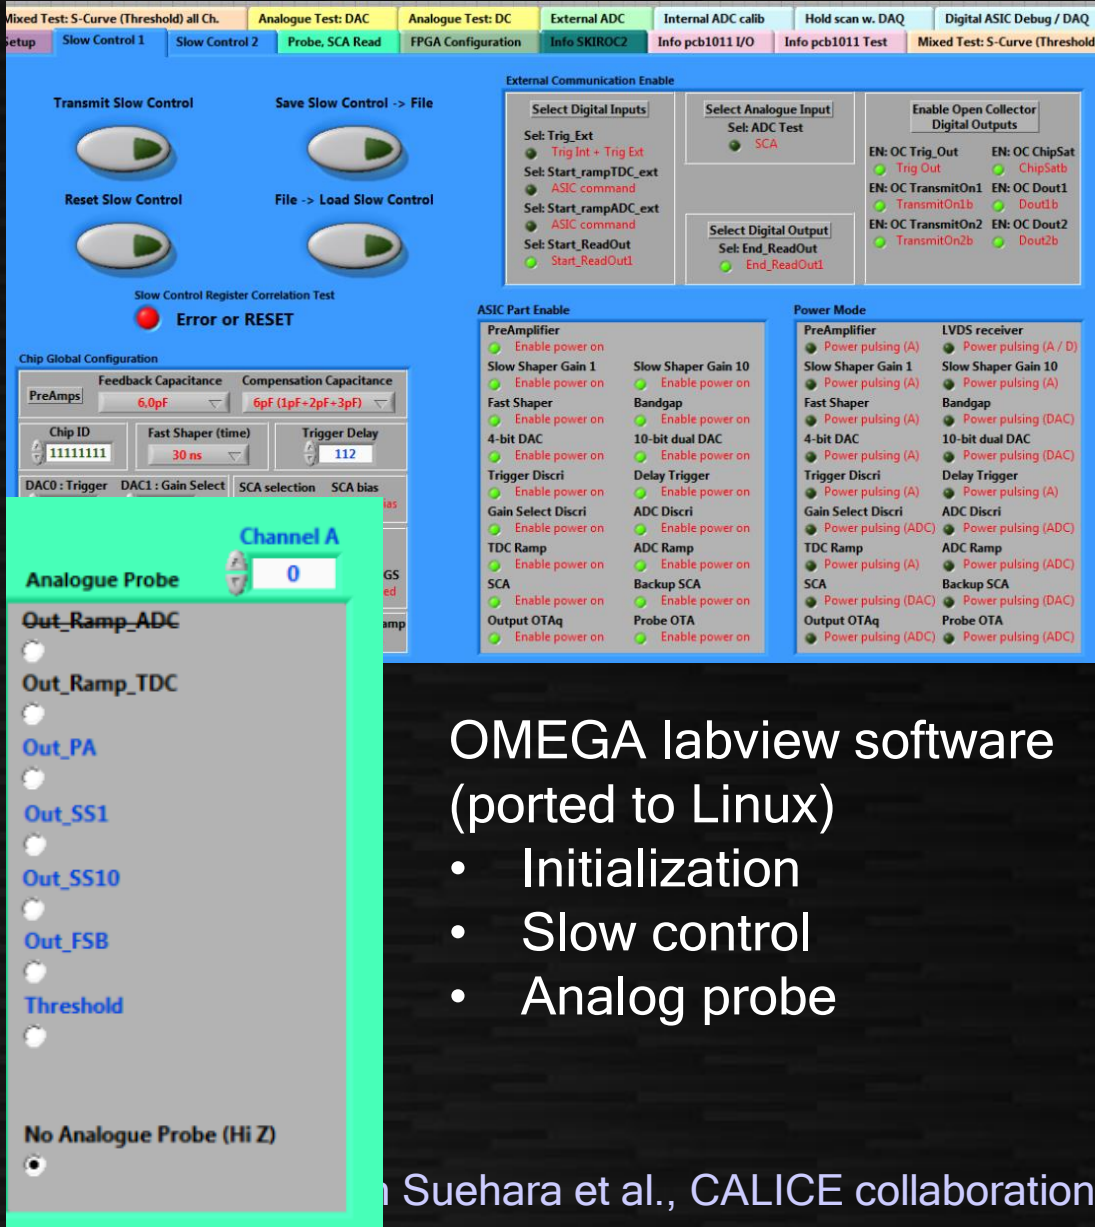 Mixed Test: S-Curve (Threshold) all Ch. Analogue Test: DAC Analogue Test: DC External ADC Internal ADC calib Hold scan w. DAQ Digital ASIC Debug / DAQ
Setup Slow Control 1 Slow Control 2 Probe, SCA Read FPGA Configuration Info SKIROC2 Info pcb1011 I/O Info pcb1011 Test Mixed Test: S-Curve (Threshold
Transmit Slow Control Save Slow Control -> File
Reset Slow Control File -> Load Slow Control
Slow Control Register Correlation Test
Error or RESET
External Communication Enable
Select Digital Inputs
Sel: Trig_Ext
Trig Int + Trig Ext
Sel: Start_rampTDC_ext
ASIC command
Sel: Start_rampADC_ext
ASIC command
Sel: Start_ReadOut
Start_ReadOut1
Select Analogue Input
Sel: ADC Test
SCA
Select Digital Output
Sel: End_ReadOut
End_ReadOut1
Enable Open Collector
Digital Outputs
EN: OC Trig_Out EN: OC ChipSat
Trig Out ChipSatb
EN: OC TransmitOn1 EN: OC Dout1
TransmitOn1b Dout1b
EN: OC TransmitOn2 EN: OC Dout2
TransmitOn2b Dout2b
Chip Global Configuration
PreAmps
Feedback Capacitance Compensation Capacitance
6,0pF 6pF (1pF+2pF+3pF)
Chip ID Fast Shaper (time) Trigger Delay
11111111 30 ns 112
DAC0 : Trigger DAC1 : Gain Select SCA selection SCA bias
ASIC Part Enable
PreAmplifier
Enable power on
Slow Shaper Gain 1 Slow Shaper Gain 10
Enable power on Enable power on
Fast Shaper Bandgap
Enable power on Enable power on
4-bit DAC 10-bit dual DAC
Enable power on Enable power on
Trigger Discri Delay Trigger
Enable power on Enable power on
Gain Select Discri ADC Discri
Enable power on Enable power on
TDC Ramp ADC Ramp
Enable power on Enable power on
SCA Backup SCA
Enable power on Enable power on
Output OTAq Probe OTA
Enable power on Enable power on
Power Mode
PreAmplifier LVDS receiver
Power pulsing (A) Power pulsing (A / D)
Slow Shaper Gain 1 Slow Shaper Gain 10
Power pulsing (A) Power pulsing (A)
Fast Shaper Bandgap
Power pulsing (A) Power pulsing (DAC)
4-bit DAC 10-bit dual DAC
Power pulsing (A) Power pulsing (DAC)
Trigger Discri Delay Trigger
Power pulsing (A) Power pulsing (A)
Gain Select Discri ADC Discri
Power pulsing (ADC) Power pulsing (ADC)
TDC Ramp ADC Ramp
Power pulsing (A) Power pulsing (ADC)
SCA Backup SCA
Power pulsing (DAC) Power pulsing (DAC)
Output OTAq Probe OTA
Power pulsing (ADC) Power pulsing (ADC)
Channel A
Analogue Probe 0
Out_Ramp_ADC
Out_Ramp_TDC
Out_PA
Out_SS1
Out_SS10
Out_FSB
Threshold
No Analogue Probe (Hi Z)
OMEGA labview software
(ported to Linux)
• Initialization
• Slow control
• Analog probe
Suehara et al., CALICE collaboration